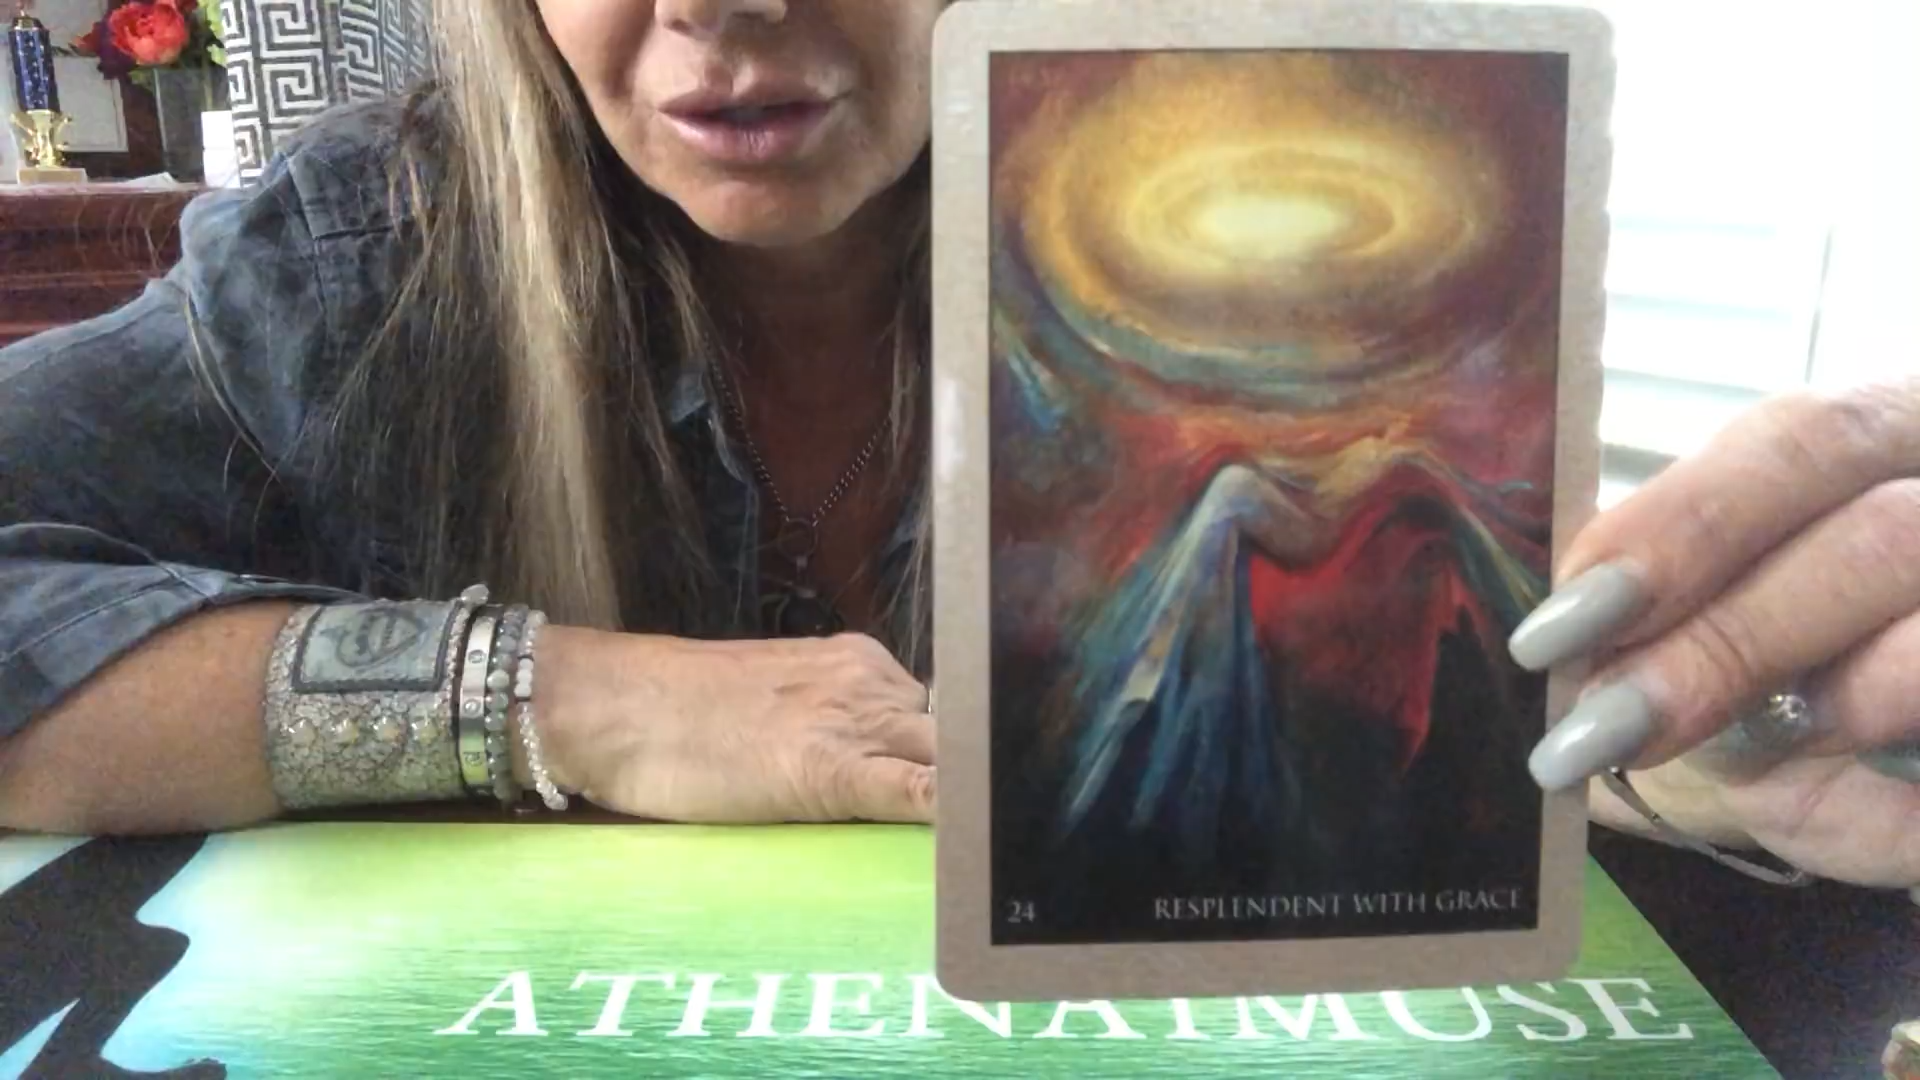 24
RESPLENDENT WITH GRACE
ATHENAIMUSE